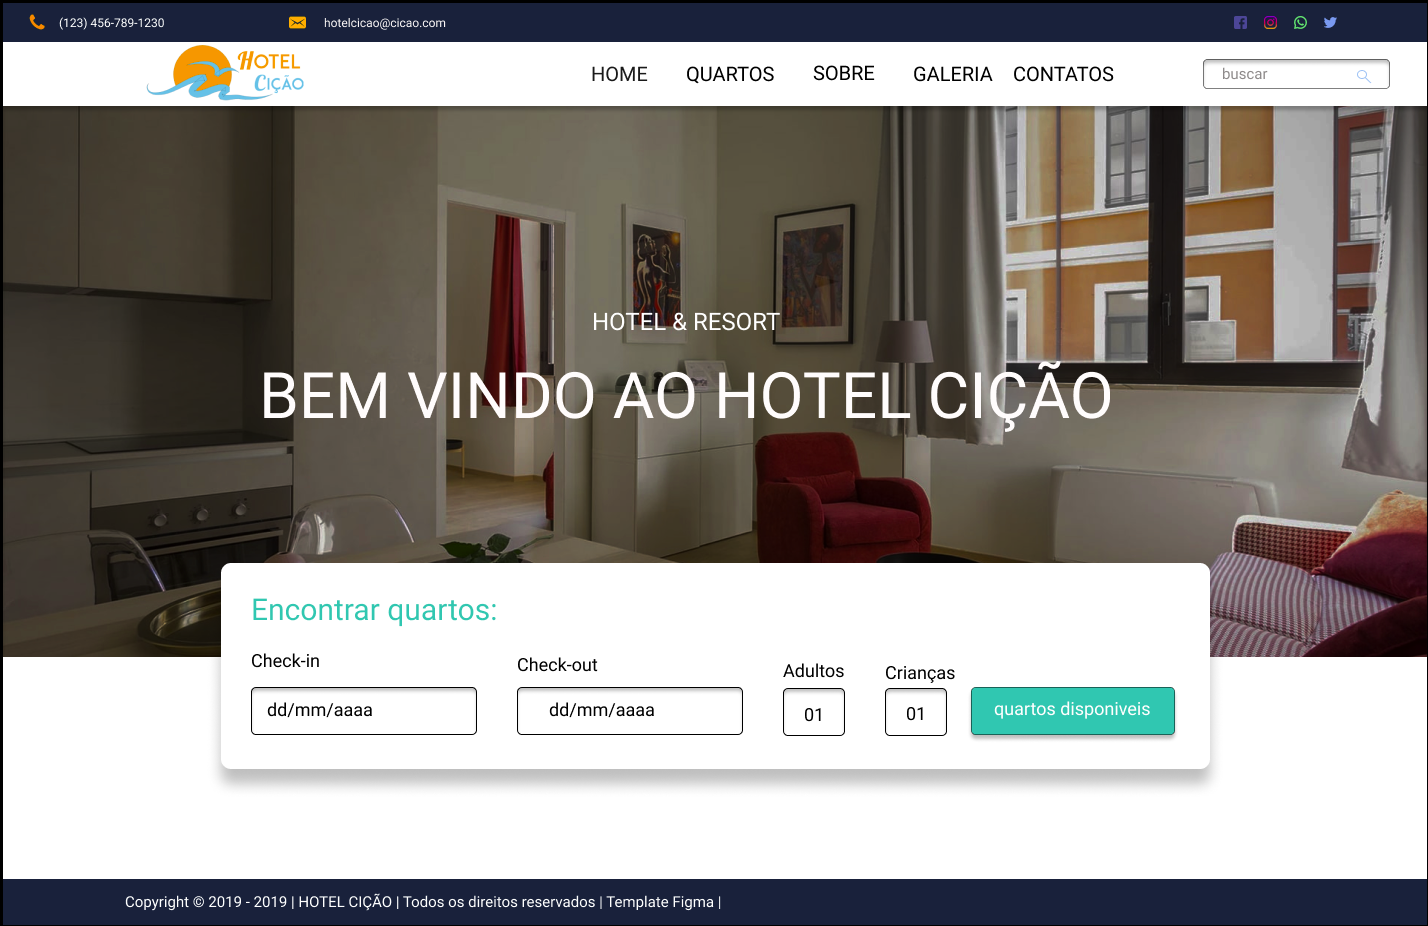 (123) 456-789-1230
hotelcicao@cicao.com
HOTEL
CIÇÃO
HOME QUARTOS SOBRE GALERIA CONTATOS
buscar
HOTEL & RESORT
BEM VINDO AO HOTEL CIÇÃO
Encontrar quartos:
Check-in Check-out Adultos Crianças
dd/mm/aaaa dd/mm/aaaa 01 01 quartos disponiveis
Copyright © 2019 - 2019 | HOTEL CIÇÃO | Todos os direitos reservados | Template Figma |